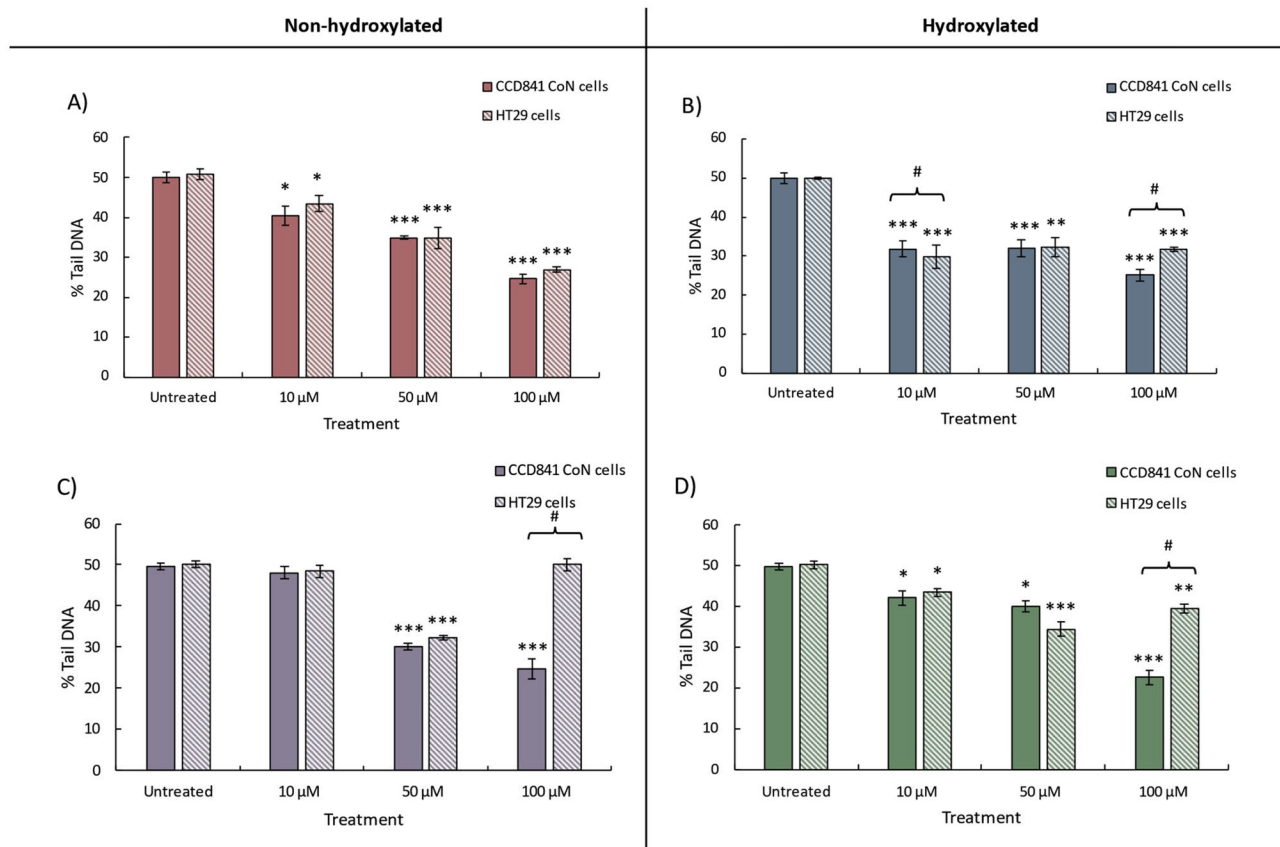 Non-hydroxylated
Hydroxylated
A)
CCD841 CoN cells
HT29 cells
% Tail DNA
60
50
40
30
20
10
0
* *
*** ***
*** ***
Untreated 10 µM 50 µM 100 µM
Treatment
B)
CCD841 CoN cells
HT29 cells
% Tail DNA
60
50
40
30
20
10
0
# #
*** *** *** ** *** ***
Untreated 10 µM 50 µM 100 µM
Treatment
C)
CCD841 CoN cells
HT29 cells
% Tail DNA
60
50
40
30
20
10
0
#
*** *** ***
Untreated 10 µM 50 µM 100 µM
Treatment
D)
CCD841 CoN cells
HT29 cells
% Tail DNA
60
50
40
30
20
10
0
#
* * * *** *** **
Untreated 10 µM 50 µM 100 µM
Treatment